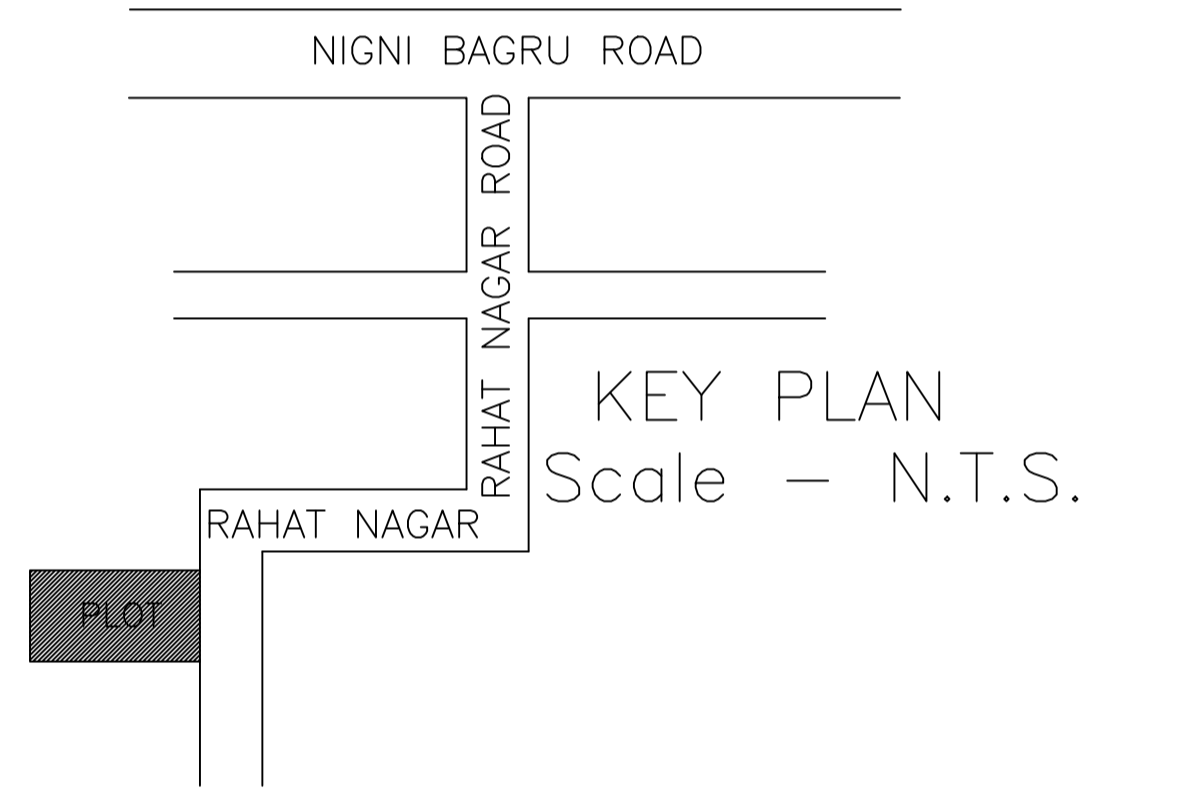 NIGNI BAGRU ROAD
RAHAT NAGAR ROAD
KEY PLAN
Scale - N.T.S.
RAHAT NAGAR
PLOT